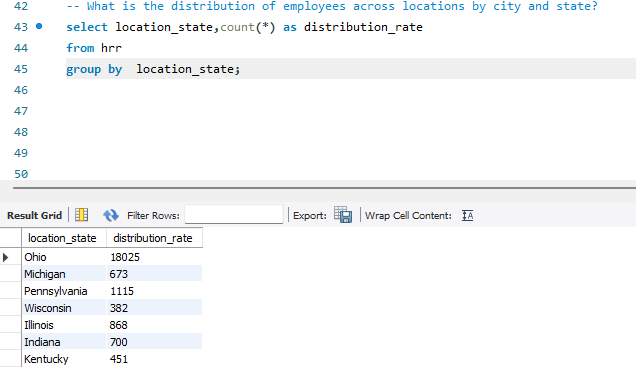 42 -- What is the distribution of employees across locations by city and state?
43 select location_state,count(*) as distribution_rate
44 from hrr
45 group by  location_state;
46
47
48
49
50
Result Grid Filter Rows: Export: Wrap Cell Content:
location_state distribution_rate
Ohio 18025
Michigan 673
Pennsylvania 1115
Wisconsin 382
Illinois 868
Indiana 700
Kentucky 451